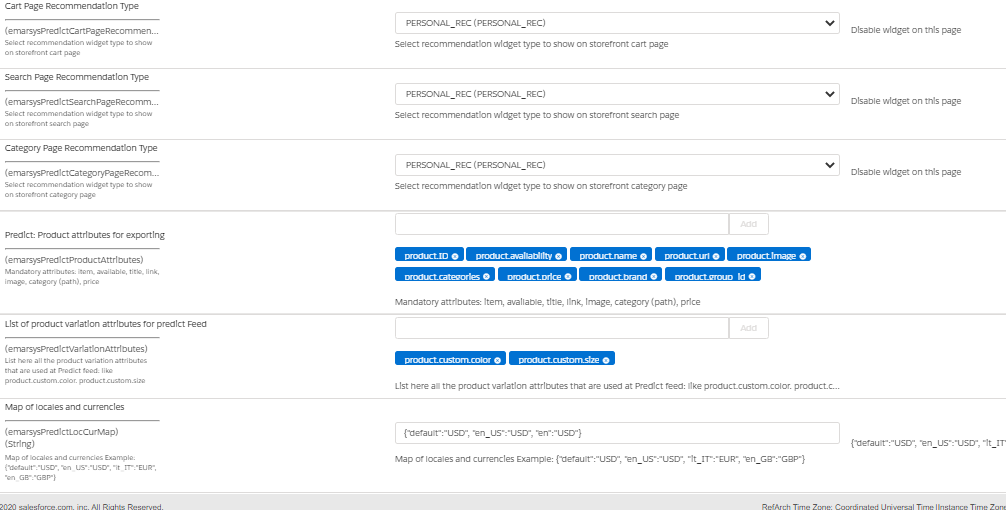 Cart Page Recommendation Type
(emarsysPredictCartPageRecommen...
Select recommendation widget type to show
on storefront cart page
PERSONAL_REC (PERSONAL_REC)
Select recommendation widget type to show on storefront cart page
Disable widget on this page
Search Page Recommendation Type
(emarsysPredictSearchPageRecomm...
Select recommendation widget type to show
on storefront search page
PERSONAL_REC (PERSONAL_REC)
Select recommendation widget type to show on storefront search page
Disable widget on this page
Category Page Recommendation Type
(emarsysPredictCategoryPageRecom...
Select recommendation widget type to show
on storefront category page
PERSONAL_REC (PERSONAL_REC)
Select recommendation widget type to show on storefront category page
Disable widget on this page
Predict: Product attributes for exporting
(emarsysPredictProductAttributes)
Mandatory attributes: item, available, title, link,
image, category (path), price
Add
product.ID product.availability product.name product.url product.image
product.categories product.price product.brand product.group_id
Mandatory attributes: item, available, title, link, image, category (path), price
List of product variation attributes for predict Feed
(emarsysPredictVariationAttributes)
List here all the product variation attributes
that are used at Predict feed: like
product.custom.color. product.custom.size
Add
product.custom.color product.custom.size
List here all the product variation attributes that are used at Predict feed: like product.custom.color. product.c...
Map of locales and currencies
(emarsysPredictLocCurMap)
(String)
Map of locales and currencies Example:
{"default":"USD", "en_US":"USD", "it_IT":"EUR",
"en_GB":"GBP"}
{"default":"USD", "en_US":"USD", "en":"USD"}
Map of locales and currencies Example: {"default":"USD", "en_US":"USD", "it_IT":"EUR", "en_GB":"GBP"}
{"default":"USD", "en_US":"USD", "it_IT"
2020 salesforce.com, inc. All Rights Reserved.
RefArch Time Zone: Coordinated Universal Time |Instance Time Zone